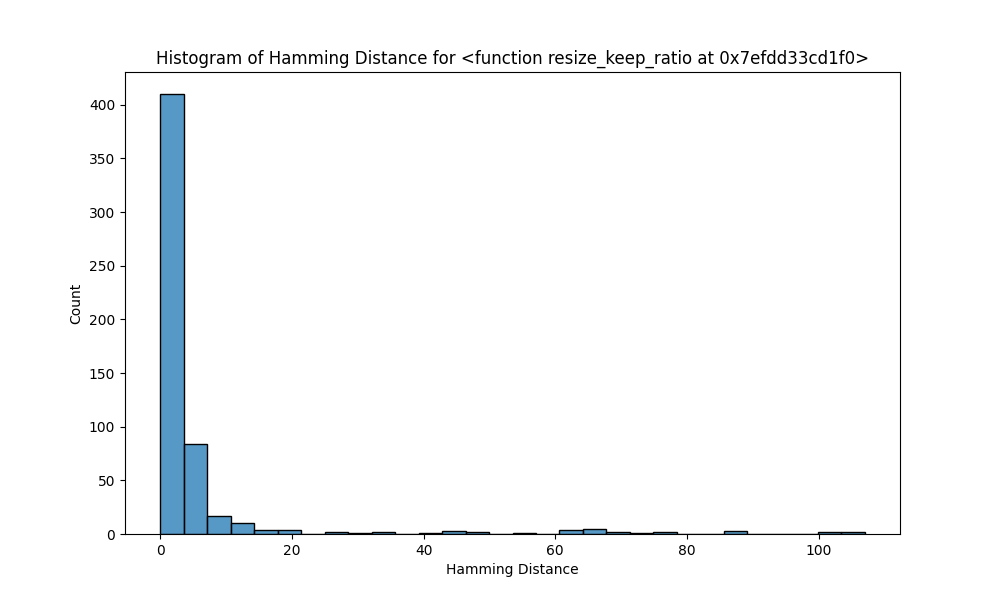 Histogram of Hamming Distance for <function resize_keep_ratio at 0x7efdd33cd1f0>
400
350
300
250
200
150
100
50
0
Count
0 20 40 60 80 100
Hamming Distance